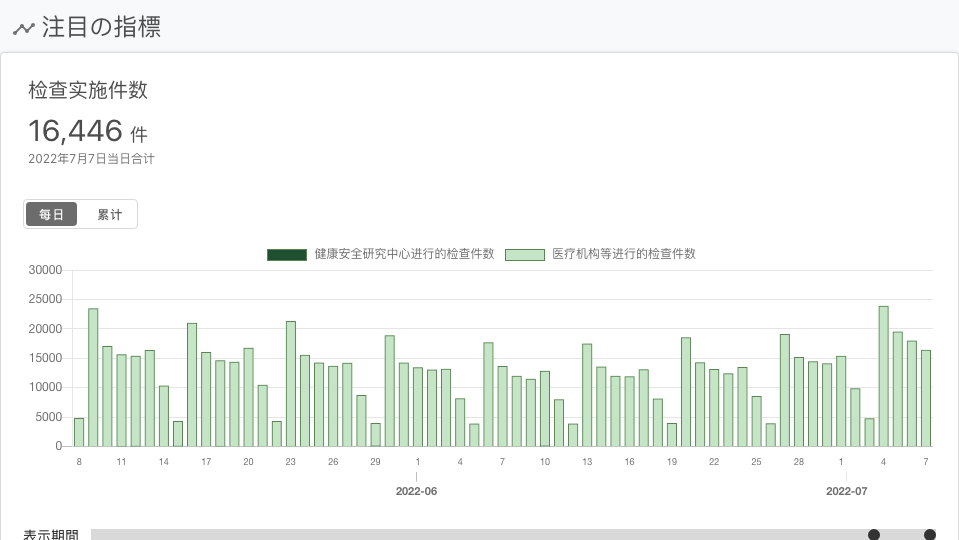 注目の指標
检查实施件数
16,446 件
2022年7月7日当日合计
每日 累计
健康安全研究中心进行的检查件数 医疗机构等进行的检查件数
30000
25000
20000
15000
10000
5000
0
8 11 14 17 20 23 26 29 1 4 7 10 13 16 19 22 25 28 1 4 7
2022-06 2022-07
表示期間